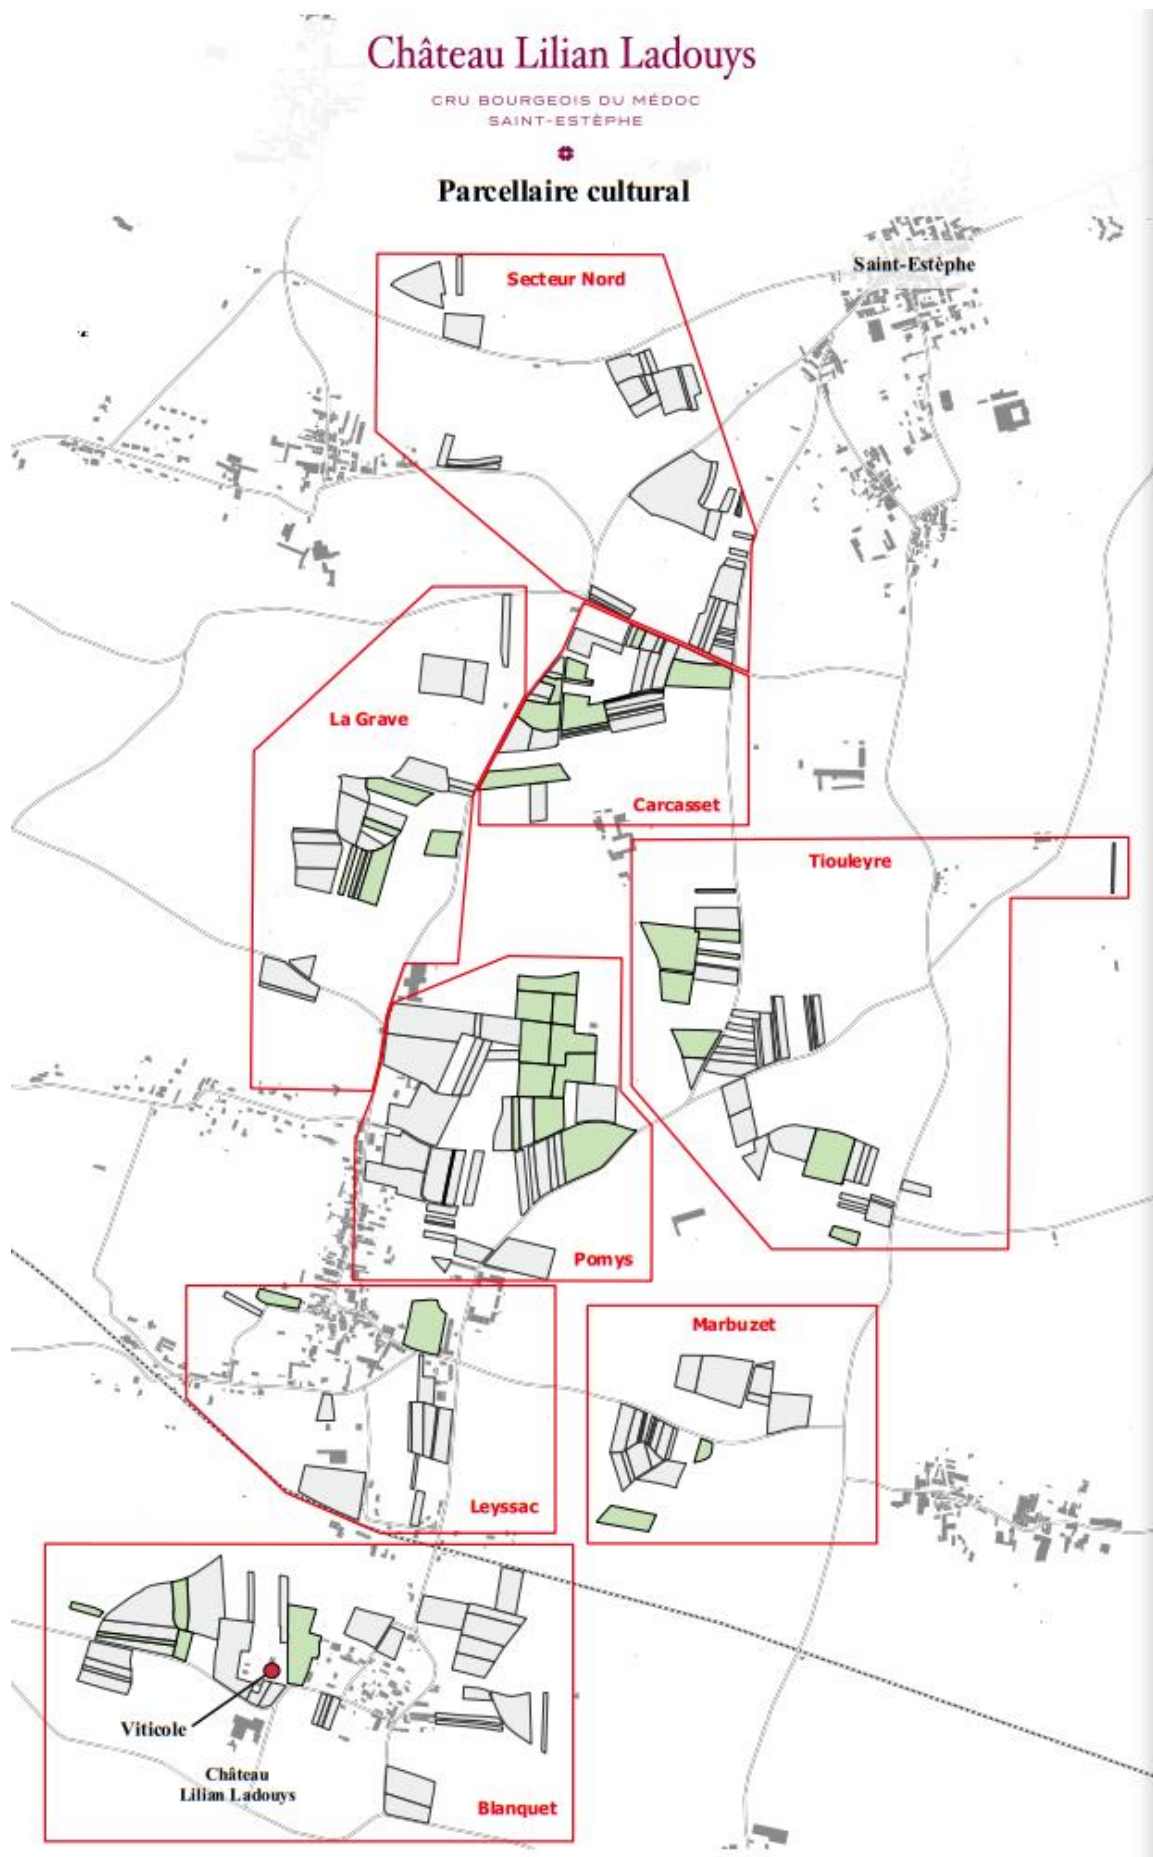 Château Lilian Ladouys
CRU BOURGEOIS DU MÉDOC
SAINT-ESTÈPHE
Parcellaire cultural
Saint-Estèphe
Secteur Nord
La Grave
Carcasset
Tiouleyre
Pomys
Marbuzet
Leyssac
Viticole
Château
Lilian Ladouys
Blanquet